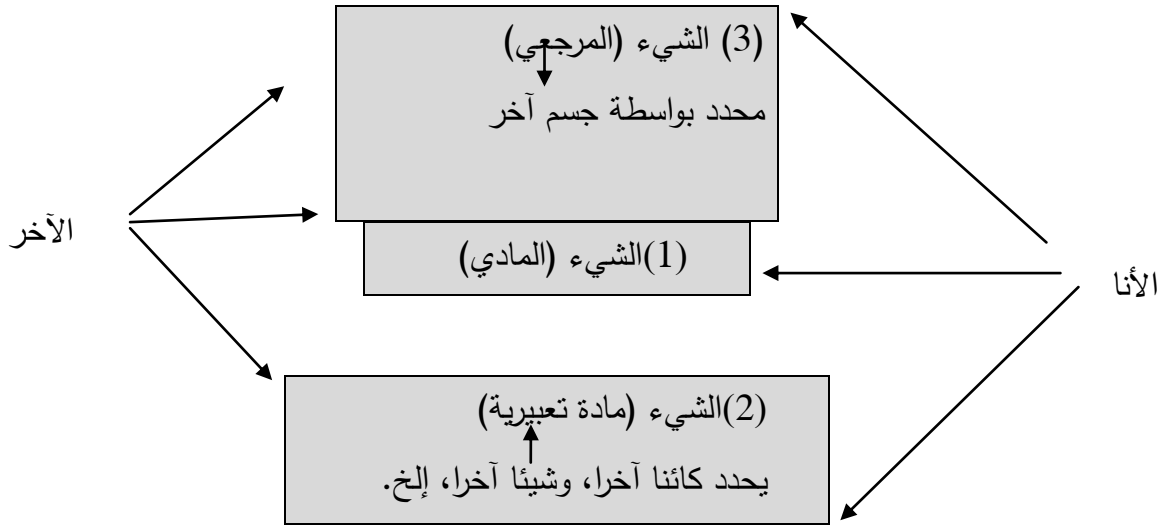 (3) الشيء (المرجعي)
محدد بواسطة جسم آخر
الآخر
(1)الشيء (المادي)
الأنا
(2)الشيء (مادة تعبيرية)
يحدد كائنا آخرا، وشيئا آخرا، إلخ.